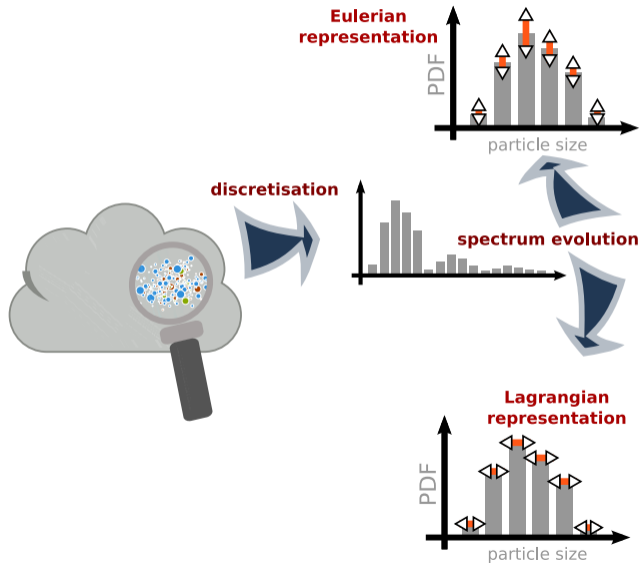 Eulerian
representation
PDF
particle size
discretisation
spectrum evolution
Lagrangian
representation
PDF
particle size